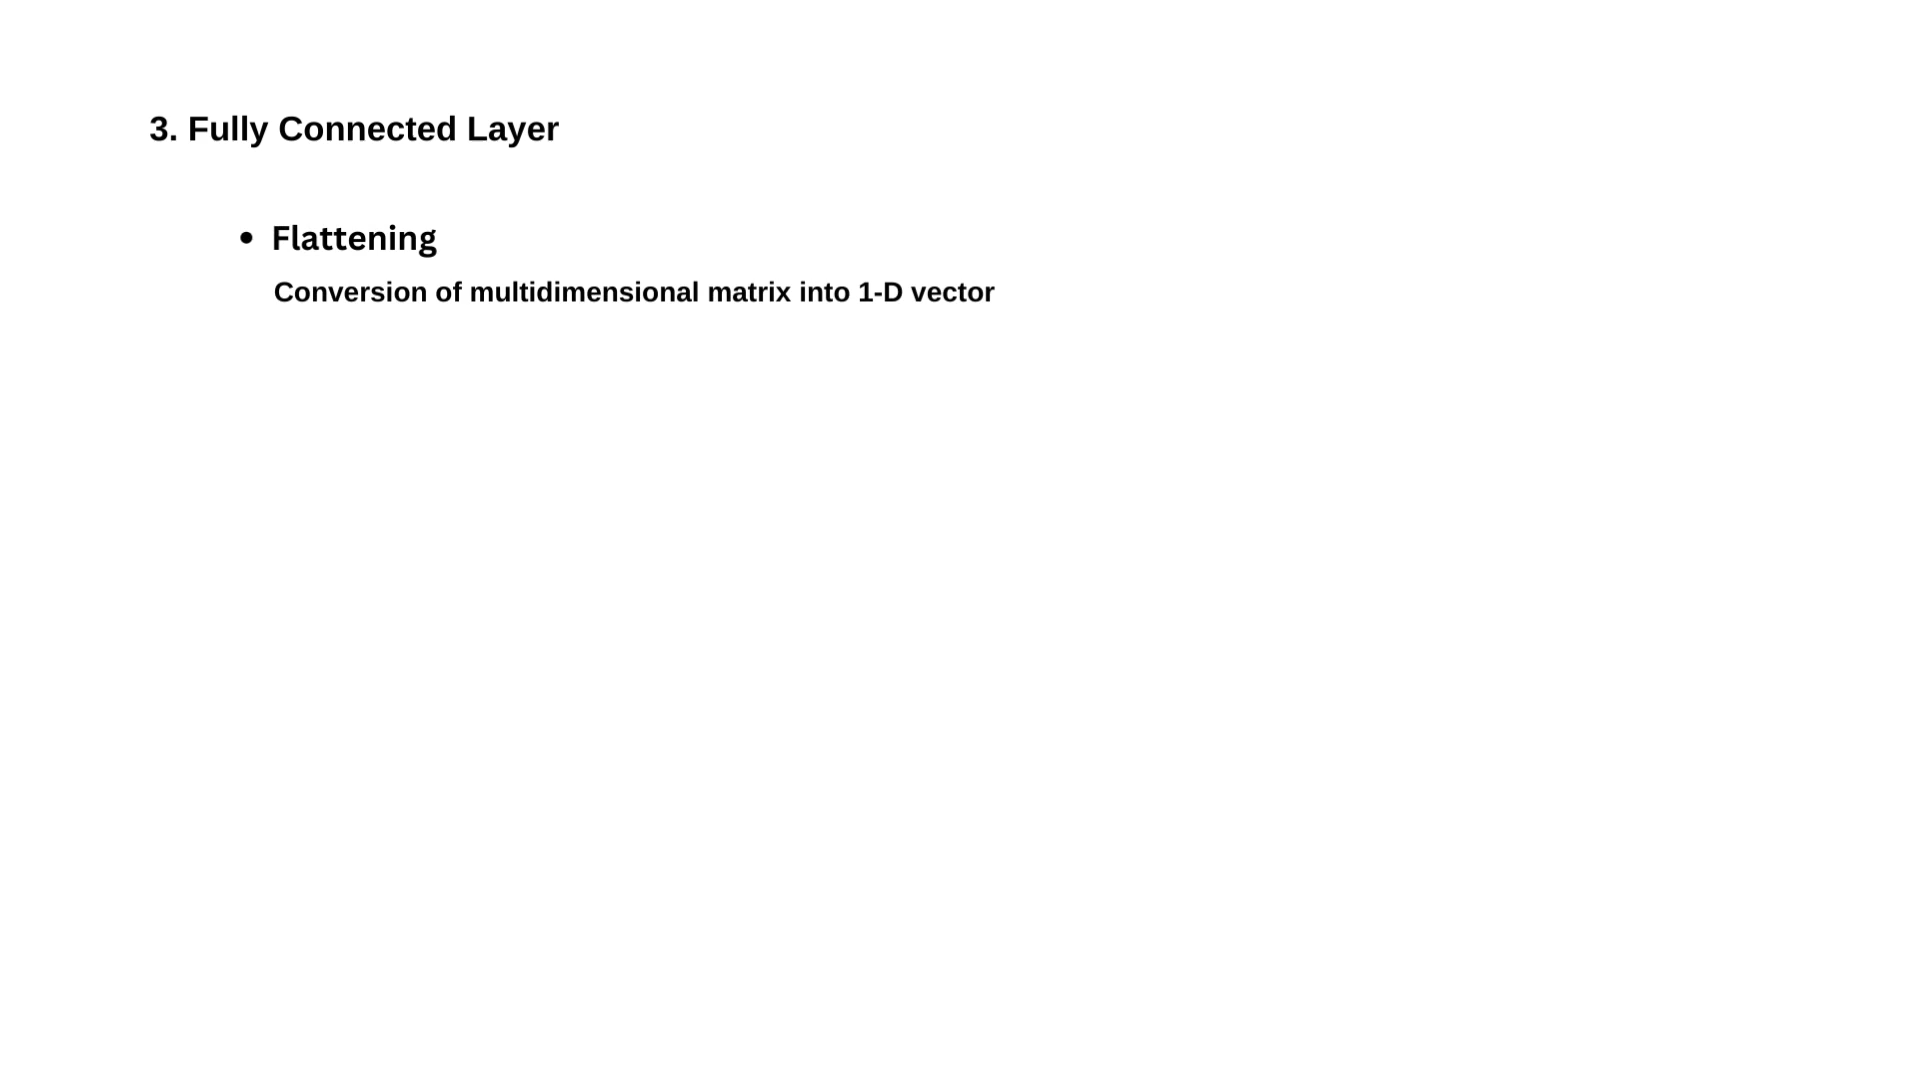 3. Fully Connected Layer
• Flattening
Conversion of multidimensional matrix into 1-D vector